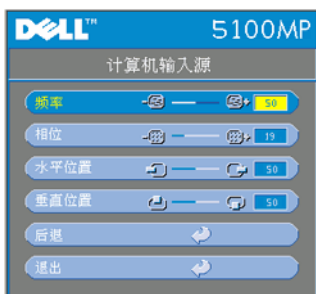 DELL™ 5100MP
计算机输入源
频率 50
相位 19
水平位置 50
垂直位置 50
后退
退出